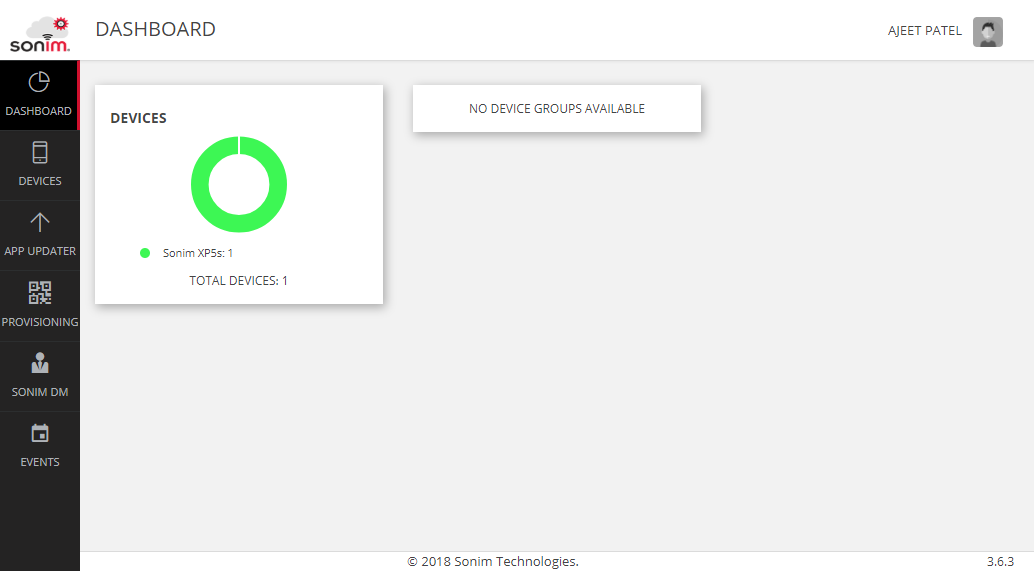 sonim
DASHBOARD
AJEET PATEL
DASHBOARD
DEVICES
APP UPDATER
PROVISIONING
SONIM DM
EVENTS
DEVICES
Sonim XP5s: 1
TOTAL DEVICES: 1
NO DEVICE GROUPS AVAILABLE
© 2018 Sonim Technologies.
3.6.3